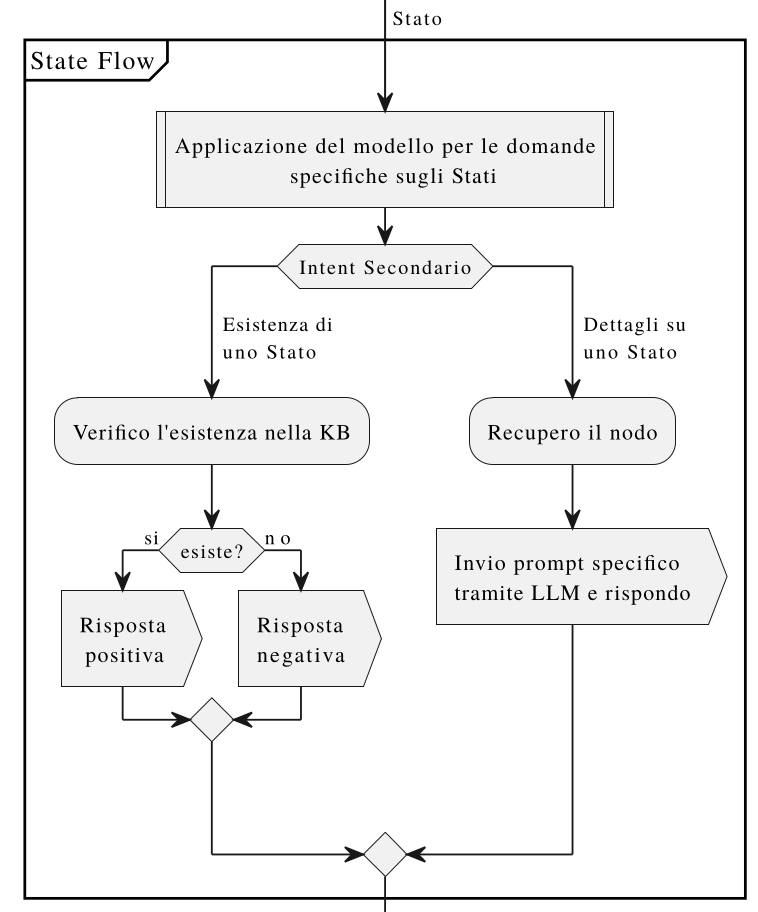 Stato
State Flow
Applicazione del modello per le domande
specifiche sugli Stati
Intent Secondario
Esistenza di
uno Stato
Dettagli su
uno Stato
Verifico l'esistenza nella KB
Recupero il nodo
si
esiste?
no
Invio prompt specifico
tramite LLM e rispondo
Risposta
positiva
Risposta
negativa